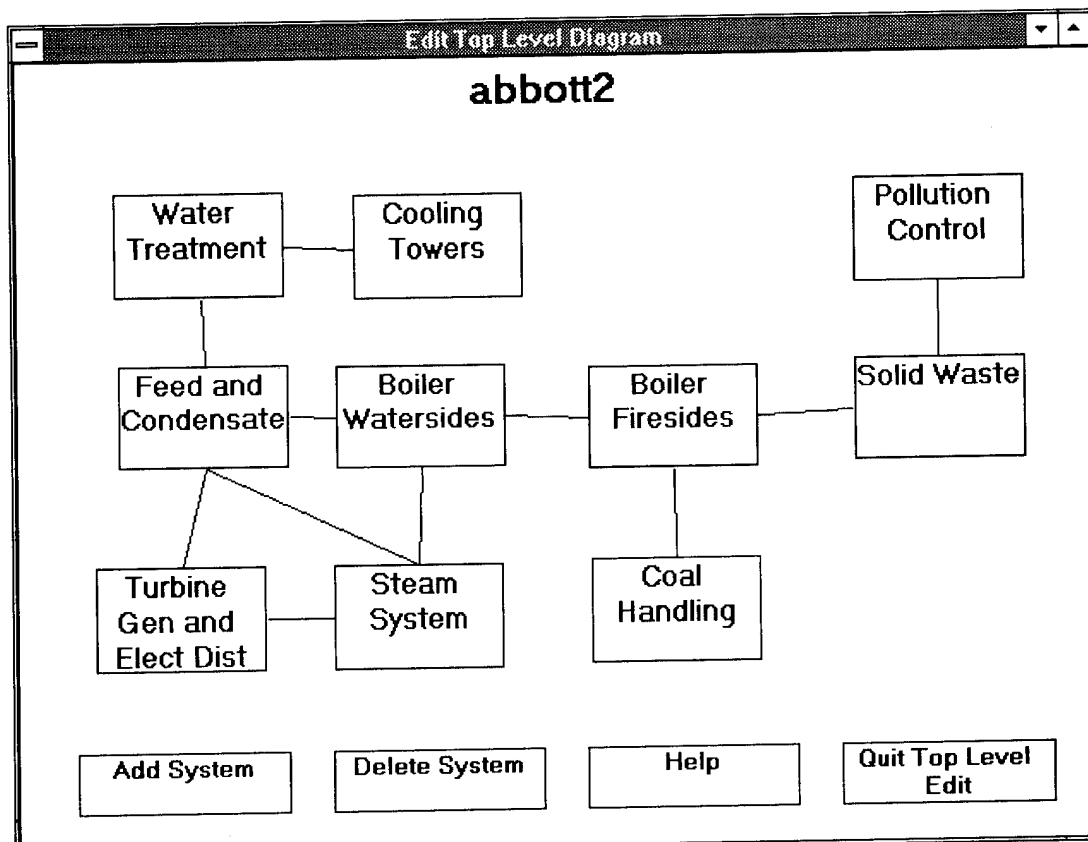 Edit Top Level Diagram
abbott2
Water
Treatment
Cooling
Towers
Pollution
Control
Feed and
Condensate
Boiler
Watersides
Boiler
Firesides
Solid Waste
Turbine
Gen and
Elect Dist
Steam
System
Coal
Handling
Add System
Delete System
Help
Quit Top Level
Edit